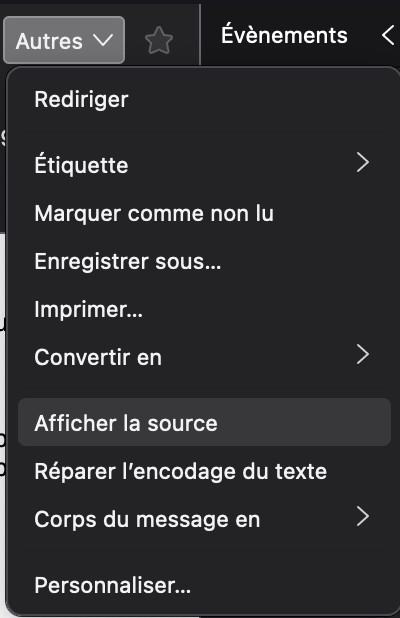 Autres
Évènements
Rediriger
Étiquette
Marquer comme non lu
Enregistrer sous...
Imprimer...
Convertir en
Afficher la source
Réparer l’encodage du texte
Corps du message en
Personnaliser...